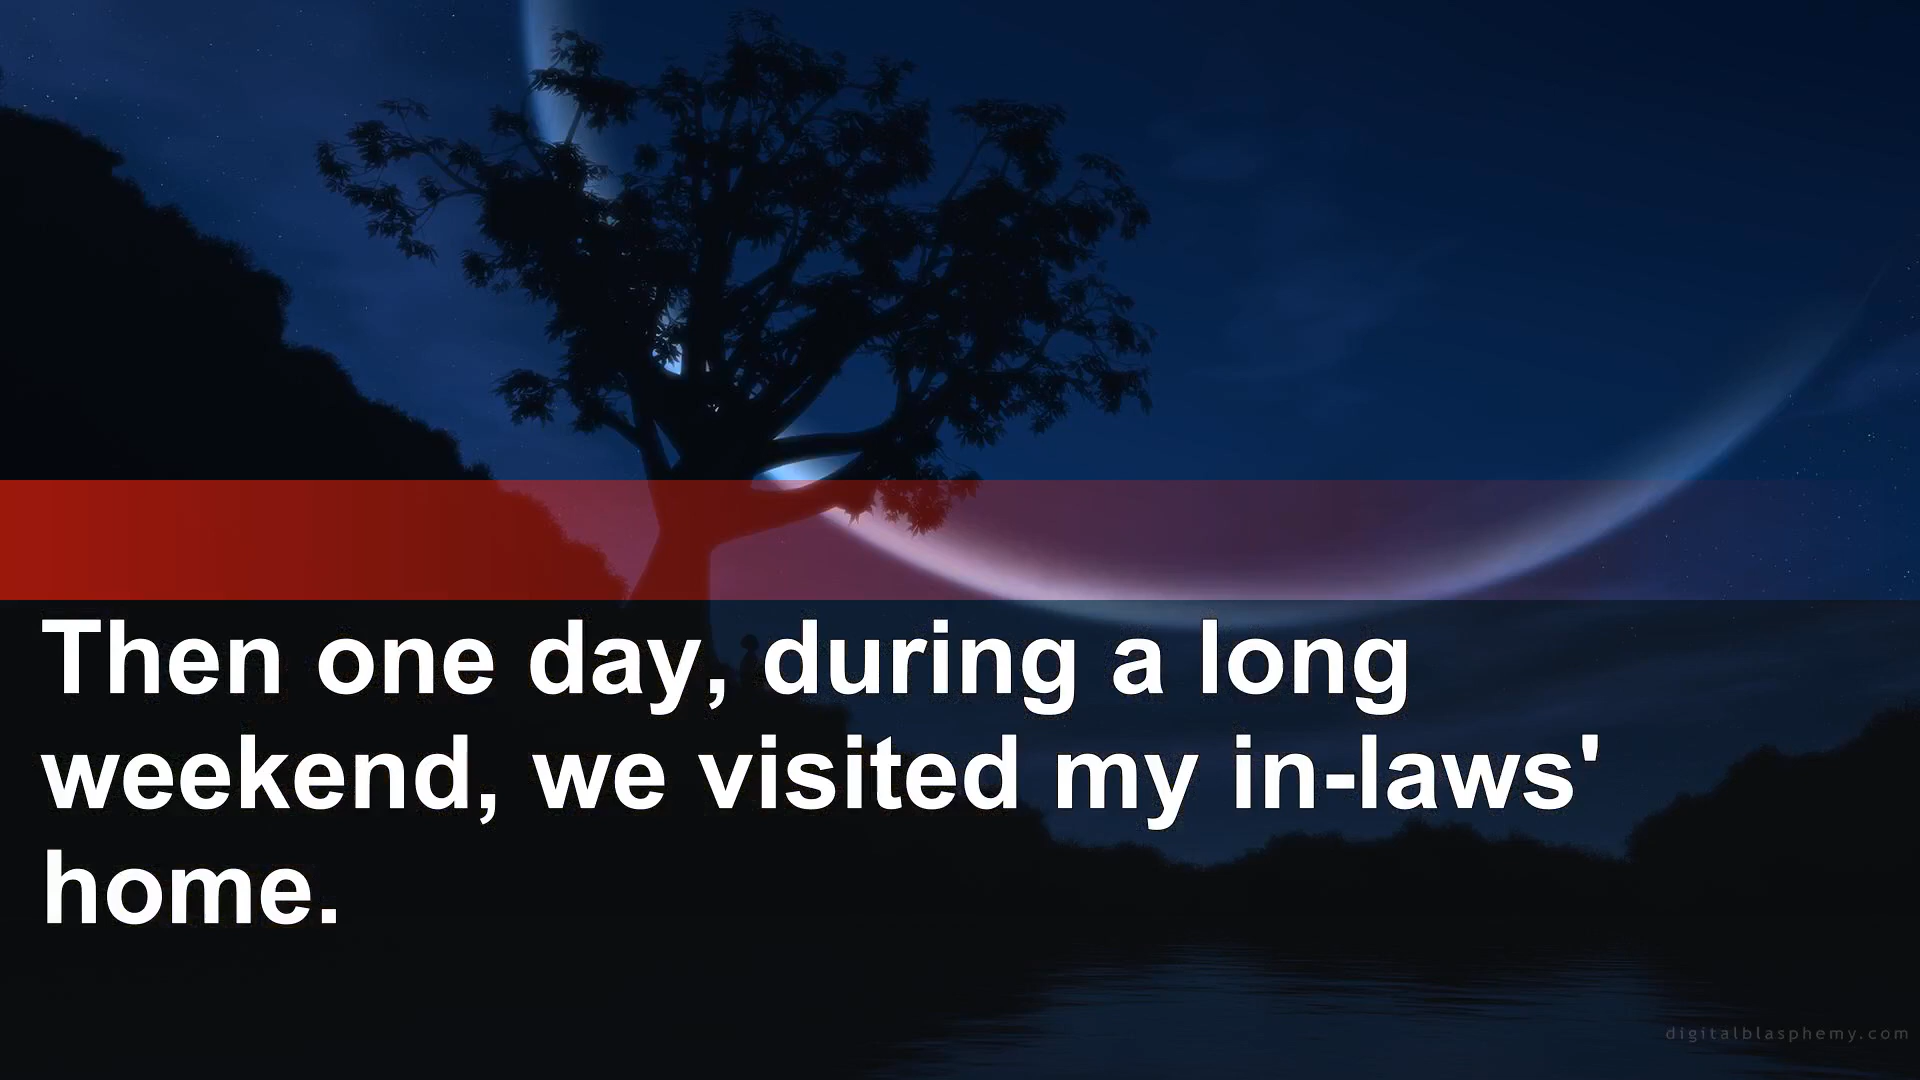 Then one day, during a long
weekend, we visited my in-laws'
home.
digitalblasphemy.com